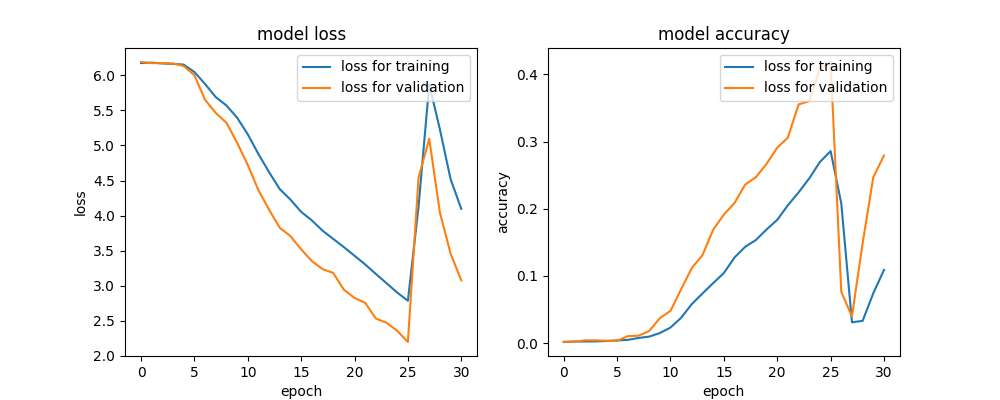 model loss
loss for training
loss for validation
6.0
5.5
5.0
4.5
4.0
3.5
3.0
2.5
2.0
loss
0 5 10 15 20 25 30
epoch
model accuracy
loss for training
loss for validation
0.4
0.3
0.2
0.1
0.0
accuracy
0 5 10 15 20 25 30
epoch